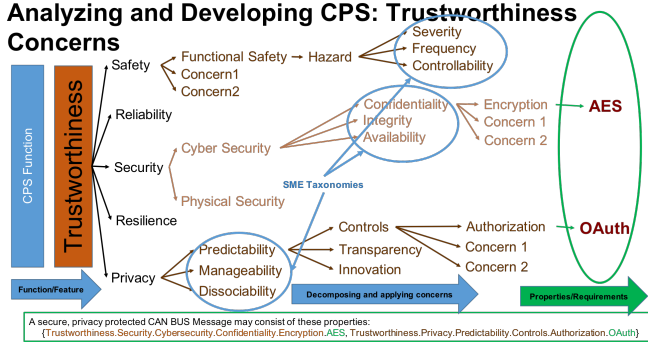 Analyzing and Developing CPS: Trustworthiness
Concerns
CPS Function
Trustworthiness
Safety
Functional Safety
Hazard
Severity
Frequency
Controllability
Concern1
Concern2
Reliability
Security
Cyber Security
Confidentiality
Integrity
Availability
Encryption
Concern 1
Concern 2
AES
Physical Security
SME Taxonomies
Resilience
Privacy
Predictability
Manageability
Dissociability
Controls
Transparency
Innovation
Authorization
Concern 1
Concern 2
OAuth
Function/Feature
Decomposing and applying concerns
Properties/Requirements
A secure, privacy protected CAN BUS Message may consist of these properties:
{Trustworthiness.Security.Cybersecurity.Confidentiality.Encryption.AES, Trustworthiness.Privacy.Predictability.Controls.Authorization.OAuth}